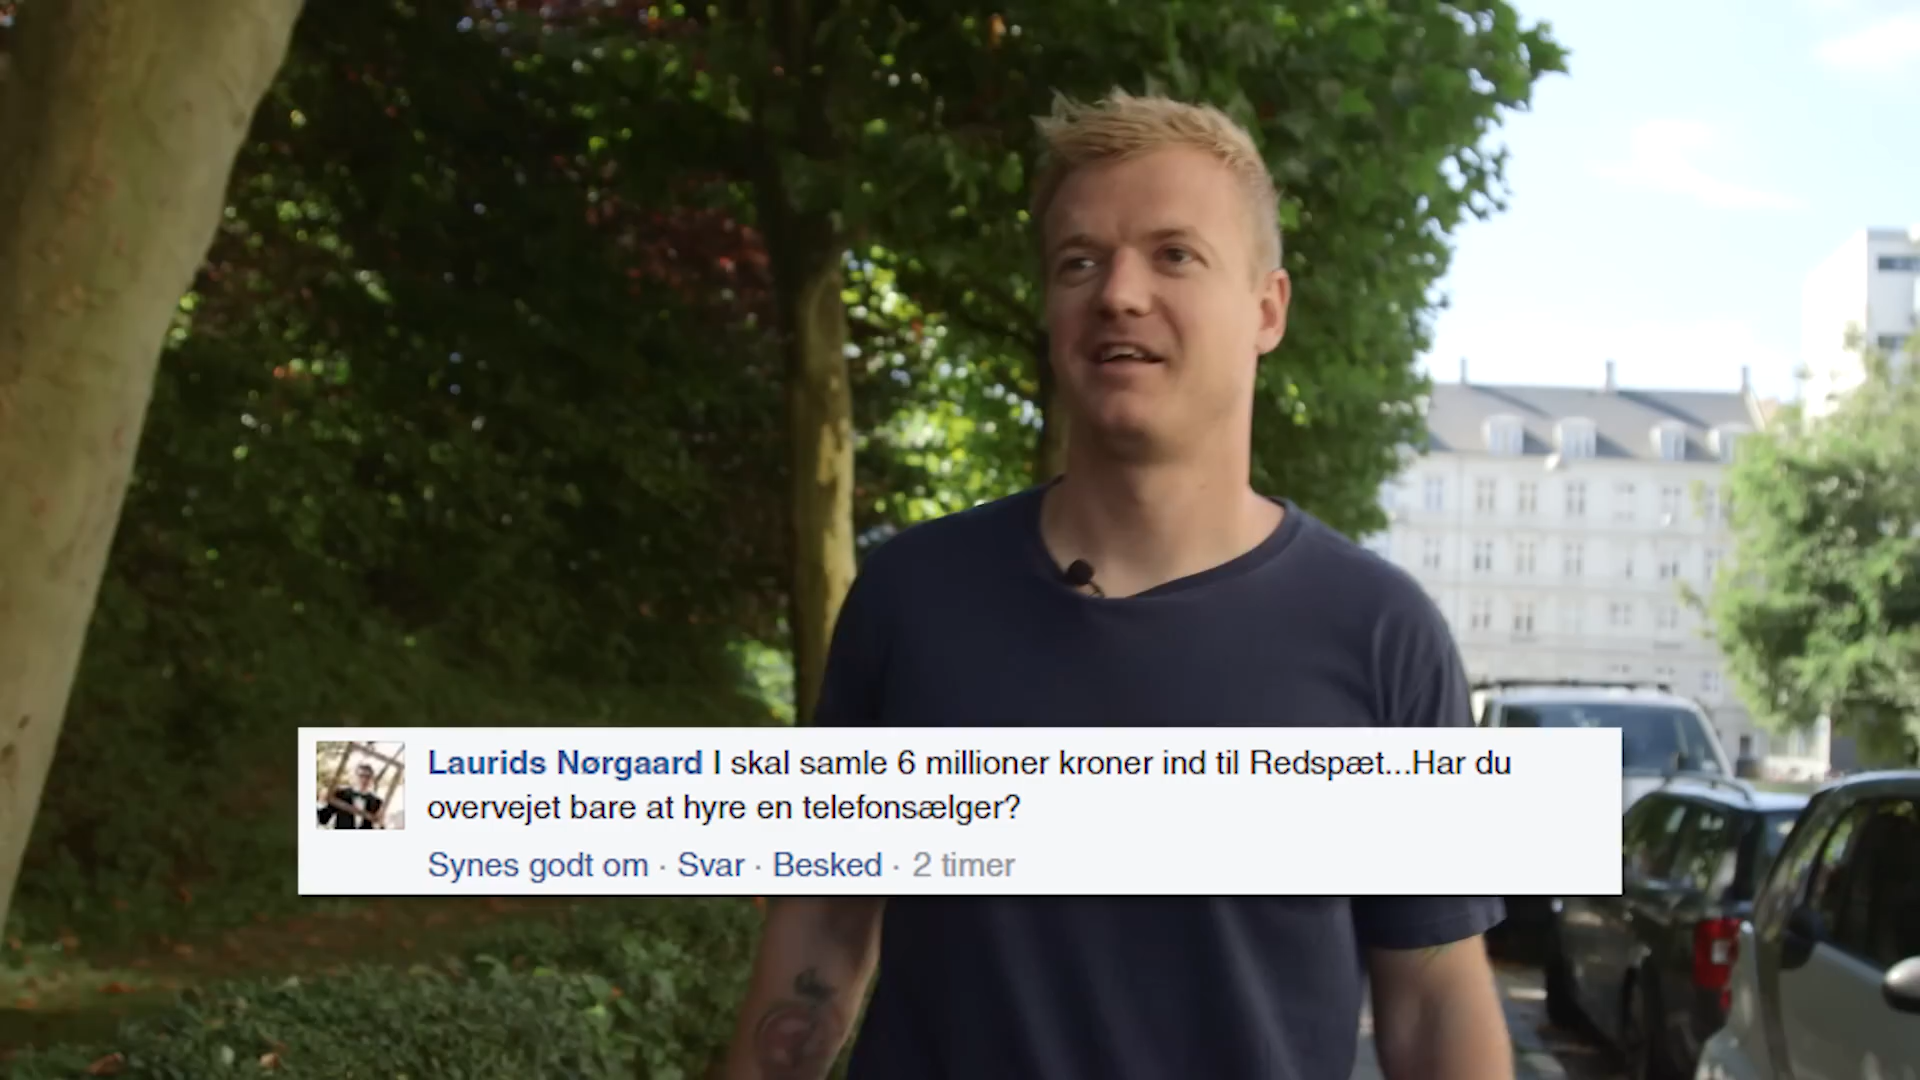 Laurids Nørgaard I skal samle 6 millioner kroner ind til Redspæt...Har du
overvejet bare at hyre en telefonsælger?
Synes godt om · Svar · Besked · 2 timer